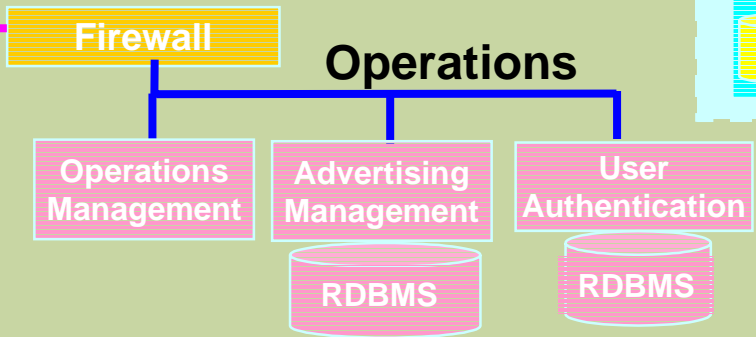 Firewall
Operations
Operations
Management
Advertising
Management
User
Authentication
RDBMS
RDBMS